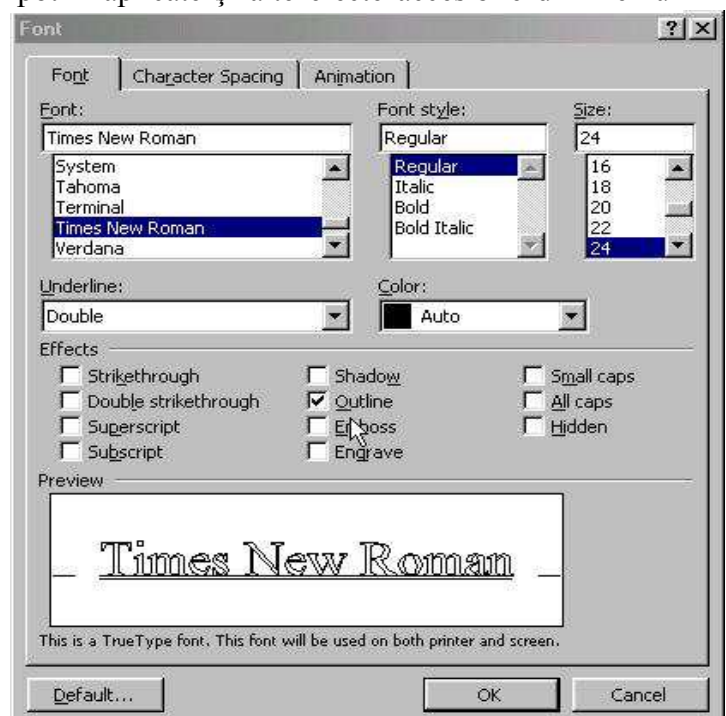 Font
Font Character Spacing Animation
Font: Font style: Size:
Times New Roman Regular 24
System Regular 16
Tahoma Italic 18
Terminal Bold 20
Times New Roman Bold Italic 22
Verdana 24
Underline: Color:
Double Auto
Effects
Strikethrough Shadow Small caps
Double strikethrough Outline All caps
Superscript Emboss Hidden
Subscript Engrave
Preview
Times New Roman
This is a TrueType font. This font will be used on both printer and screen.
Default... OK Cancel